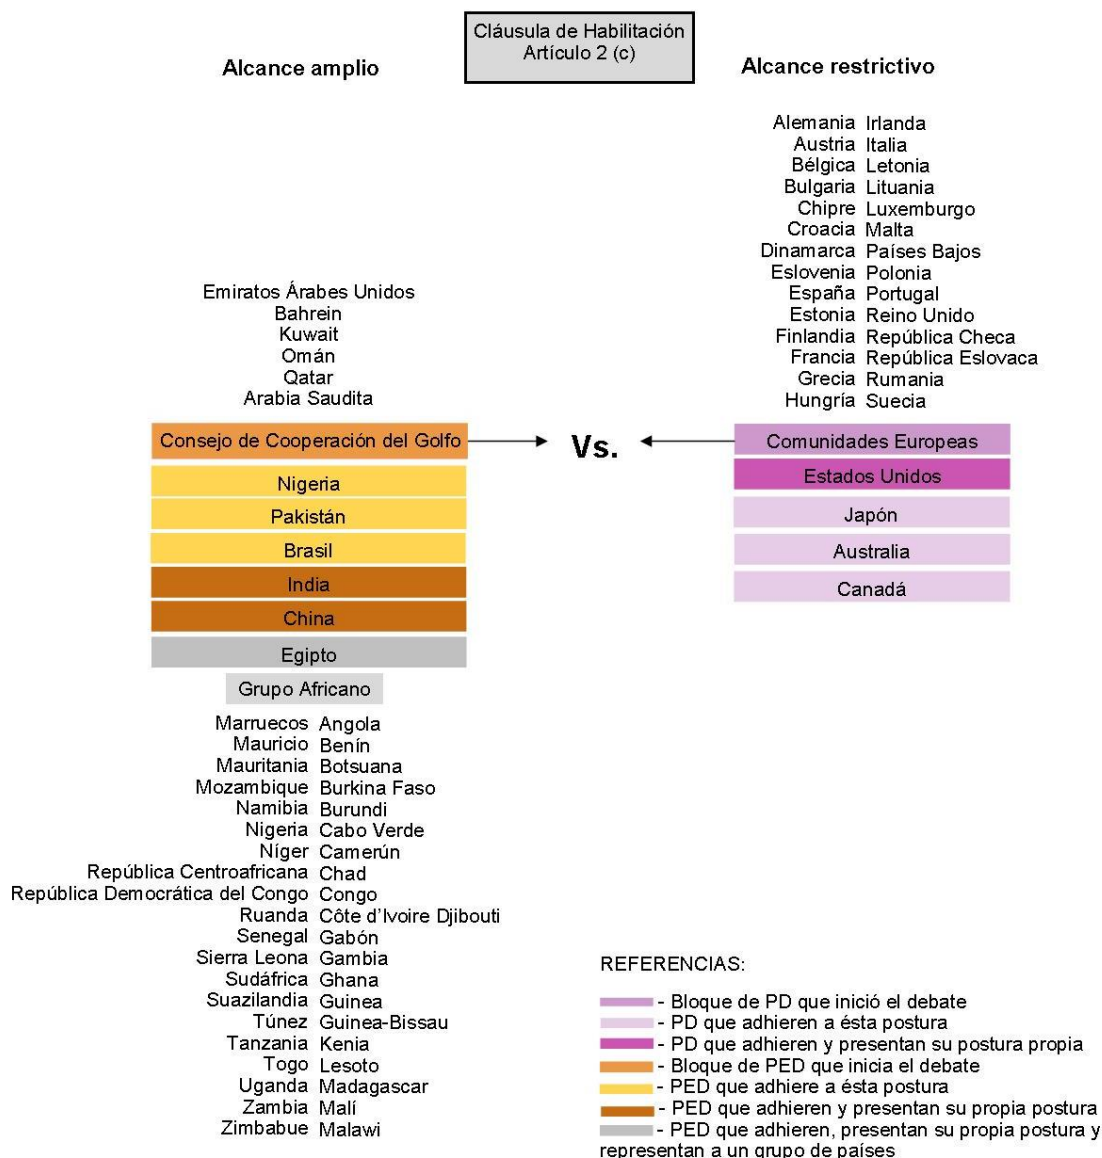 Cláusula de Habilitación
Artículo 2 (c)
Alcance amplio
Alcance restrictivo
Alemania Irlanda
Austria Italia
Bélgica Letonia
Bulgaria Lituania
Chipre Luxemburgo
Croacia Malta
Dinamarca Países Bajos
Eslovenia Polonia
España Portugal
Estonia Reino Unido
Finlandia República Checa
Francia República Eslovaca
Grecia Rumania
Hungría Suecia
Emiratos Árabes Unidos
Bahrein
Kuwait
Omán
Qatar
Arabia Saudita
Consejo de Cooperación del Golfo
Vs.
Comunidades Europeas
Estados Unidos
Japón
Australia
Canadá
Nigeria
Pakistán
Brasil
India
China
Egipto
Grupo Africano
Marruecos Angola
Mauricio Benín
Mauritania Botsuana
Mozambique Burkina Faso
Namibia Burundi
Nigeria Cabo Verde
Níger Camerún
República Centroafricana Chad
República Democrática del Congo Congo
Ruanda Côte d'Ivoire Djibouti
Senegal Gabón
Sierra Leona Gambia
Sudáfrica Ghana
Suazilandia Guinea
Túnez Guinea-Bissau
Tanzania Kenia
Togo Lesoto
Uganda Madagascar
Zambia Malí
Zimbabue Malawi
REFERENCIAS:
- Bloque de PD que inició el debate
- PD que adhieren a ésta postura
- PD que adhieren y presentan su postura propia
- Bloque de PED que inicia el debate
- PED que adhiere a ésta postura
- PED que adhieren y presentan su propia postura
- PED que adhieren, presentan su propia postura y
representan a un grupo de países